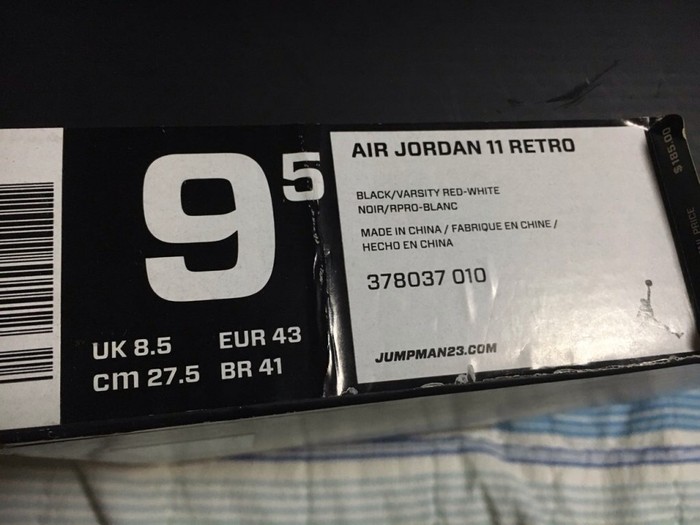 9 5
UK 8.5 EUR 43
cm 27.5 BR 41
AIR JORDAN 11 RETRO
BLACK/VARSITY RED-WHITE
NOIR/RPRO-BLANC
MADE IN CHINA / FABRIQUE EN CHINE /
HECHO EN CHINA
378037 010
JUMPMAN23.COM
$185.00
PRICE